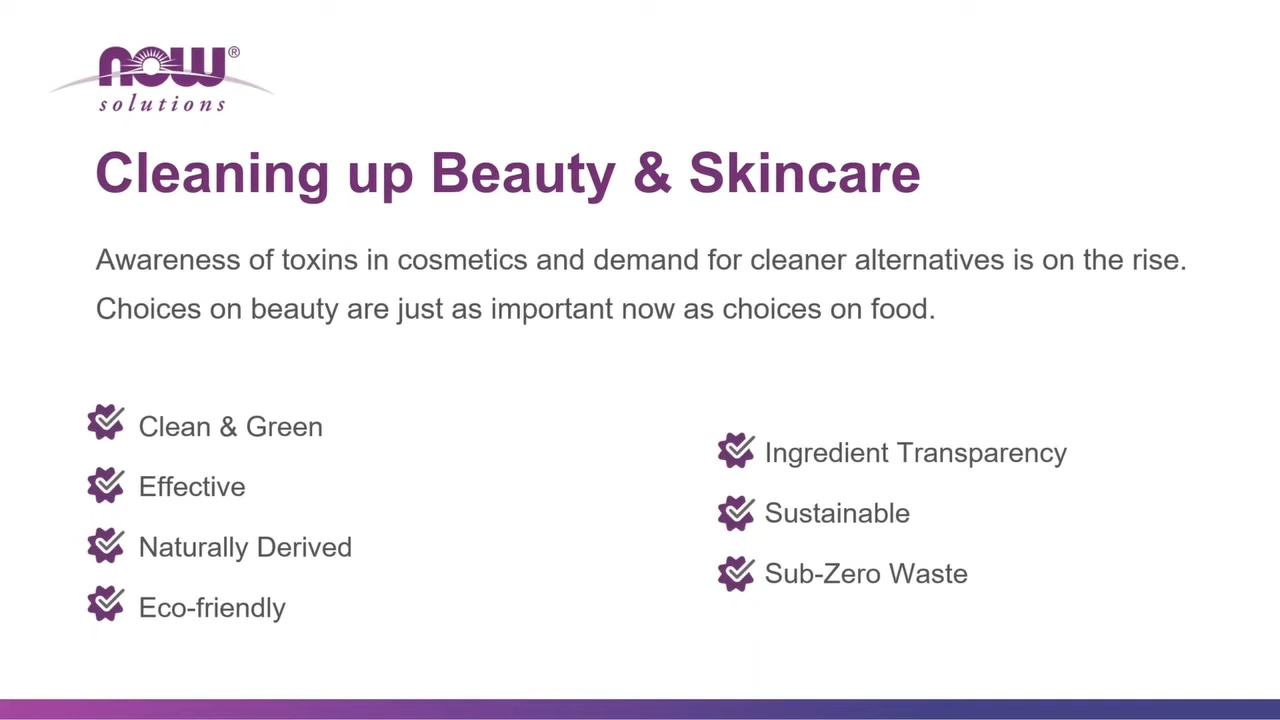 now®
solutions
Cleaning up Beauty & Skincare
Awareness of toxins in cosmetics and demand for cleaner alternatives is on the rise.
Choices on beauty are just as important now as choices on food.
Clean & Green
Effective
Naturally Derived
Eco-friendly
Ingredient Transparency
Sustainable
Sub-Zero Waste